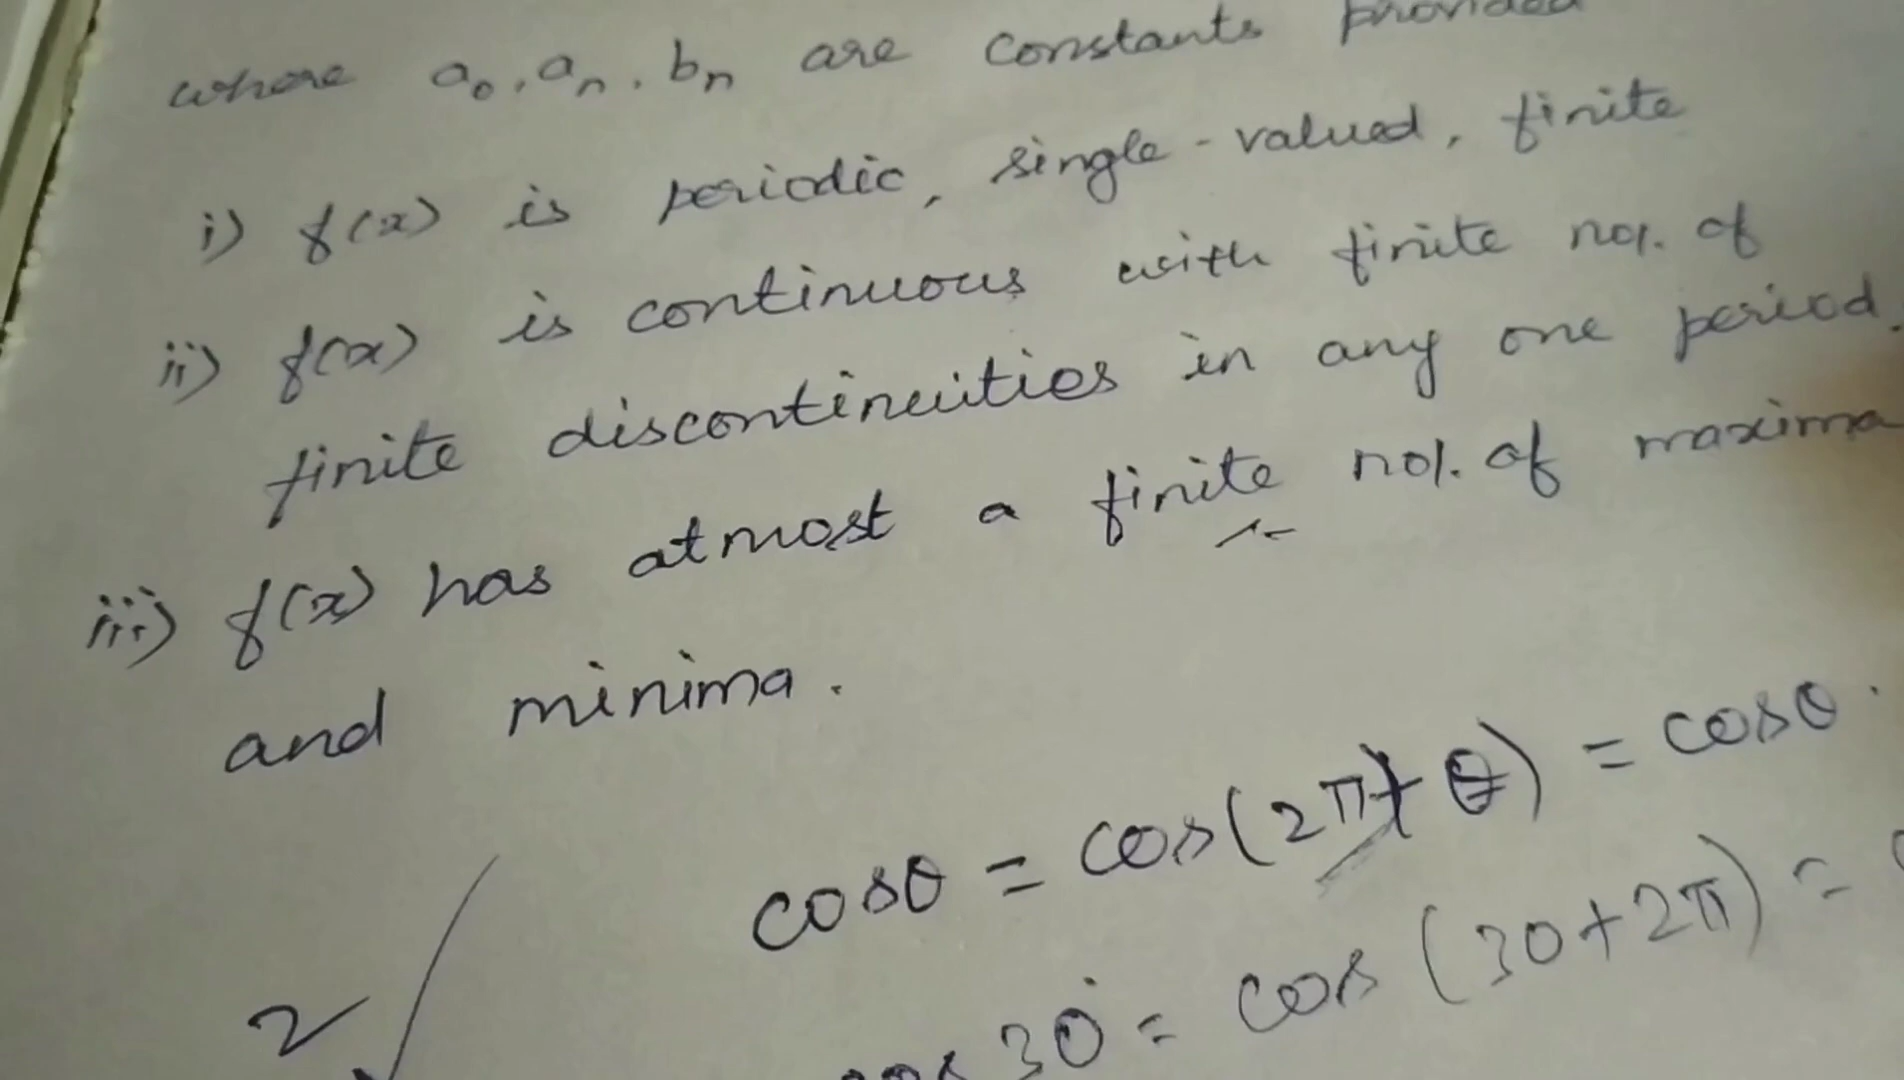 where a₀, aₙ, bₙ are constants provided
i) f(x) is periodic, single-valued, finite
ii) f(x) is continuous with finite no. of
finite discontinuities in any one period.
iii) f(x) has atmost a finite no. of maxima
and minima.
cosθ = cos(2π+θ) = cosθ.
cos 30° = cos (30+2π) =
2